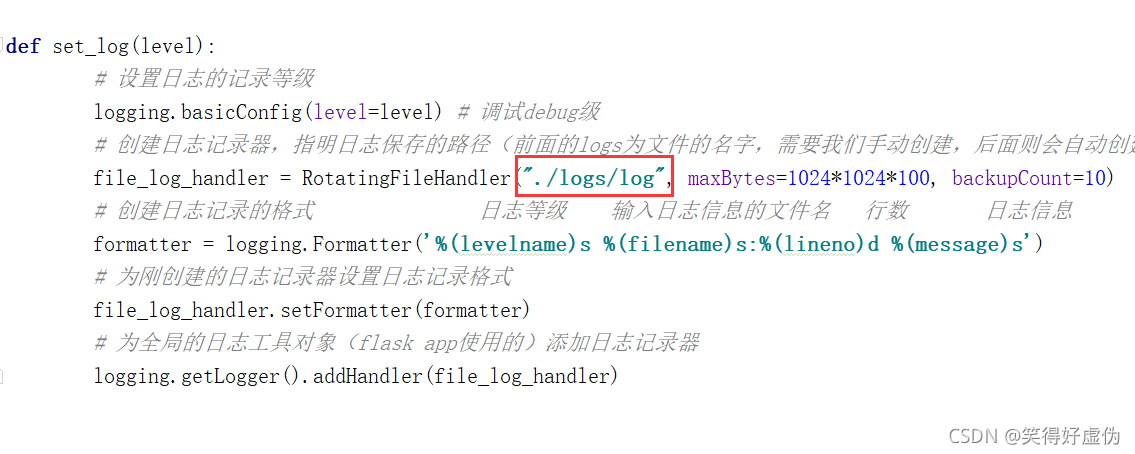 def set_log(level):
# 设置日志的记录等级
logging.basicConfig(level=level) # 调试debug级
# 创建日志记录器，指明日志保存的路径（前面的logs为文件的名字，需要我们手动创建，后面则会自动创建
file_log_handler = RotatingFileHandler("./logs/log", maxBytes=1024*1024*100, backupCount=10)
# 创建日志记录的格式 日志等级 输入日志信息的文件名 行数 日志信息
formatter = logging.Formatter('%(levelname)s %(filename)s:%(lineno)d %(message)s')
# 为刚创建的日志记录器设置日志记录格式
file_log_handler.setFormatter(formatter)
# 为全局的日志工具对象（flask app使用的）添加日志记录器
logging.getLogger().addHandler(file_log_handler)
CSDN @笑得好虚伪